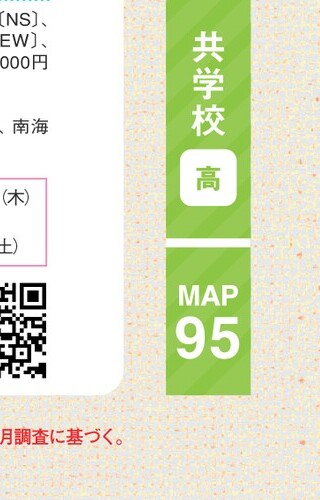 〔NS〕、
EW〕、
000円
、南海
（木）
土）
共学校
高
MAP
95
月調査に基づく。